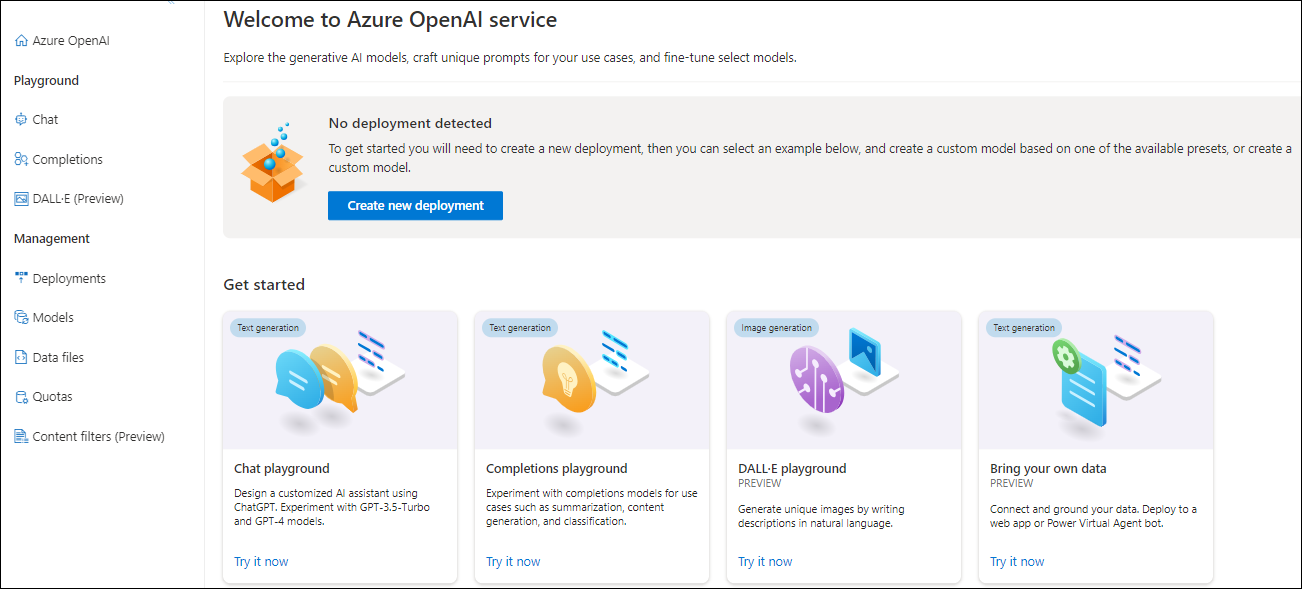 Azure OpenAI
Playground
Chat
Completions
DALL·E (Preview)
Management
Deployments
Models
Data files
Quotas
Content filters (Preview)
Welcome to Azure OpenAI service
Explore the generative AI models, craft unique prompts for your use cases, and fine-tune select models.
No deployment detected
To get started you will need to create a new deployment, then you can select an example below, and create a custom model based on one of the available presets, or create a
custom model.
Create new deployment
Get started
Text generation
Chat playground
Design a customized AI assistant using
ChatGPT. Experiment with GPT-3.5-Turbo
and GPT-4 models.
Try it now
Text generation
Completions playground
Experiment with completions models for use
cases such as summarization, content
generation, and classification.
Try it now
Image generation
DALL·E playground
PREVIEW
Generate unique images by writing
descriptions in natural language.
Try it now
Text generation
Bring your own data
PREVIEW
Connect and ground your data. Deploy to a
web app or Power Virtual Agent bot.
Try it now